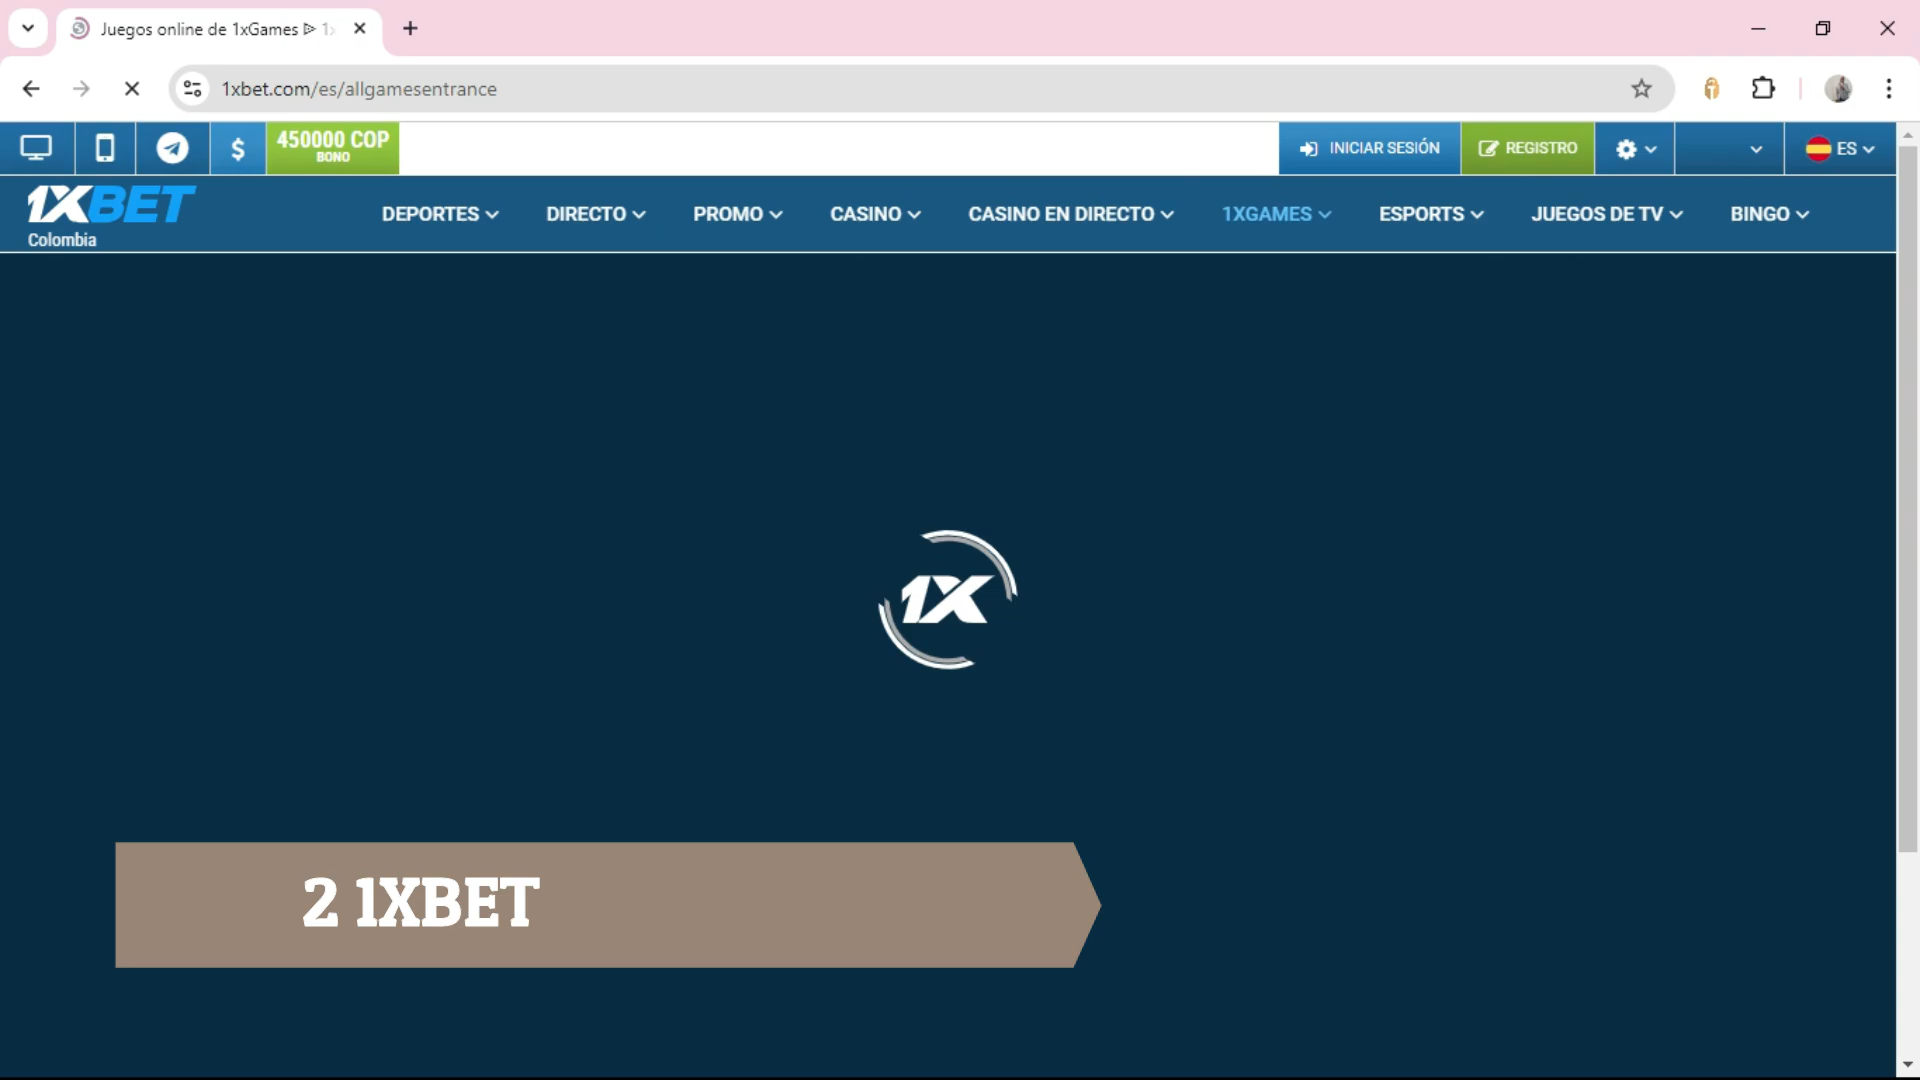 Juegos online de 1xGames ⩥ 1x
1xbet.com/es/allgamesentrance
$
450000 COP
BONO
INICIAR SESIÓN
REGISTRO
ES
1XBET
Colombia
DEPORTES
DIRECTO
PROMO
CASINO
CASINO EN DIRECTO
1XGAMES
ESPORTS
JUEGOS DE TV
BINGO
1X
2 1XBET